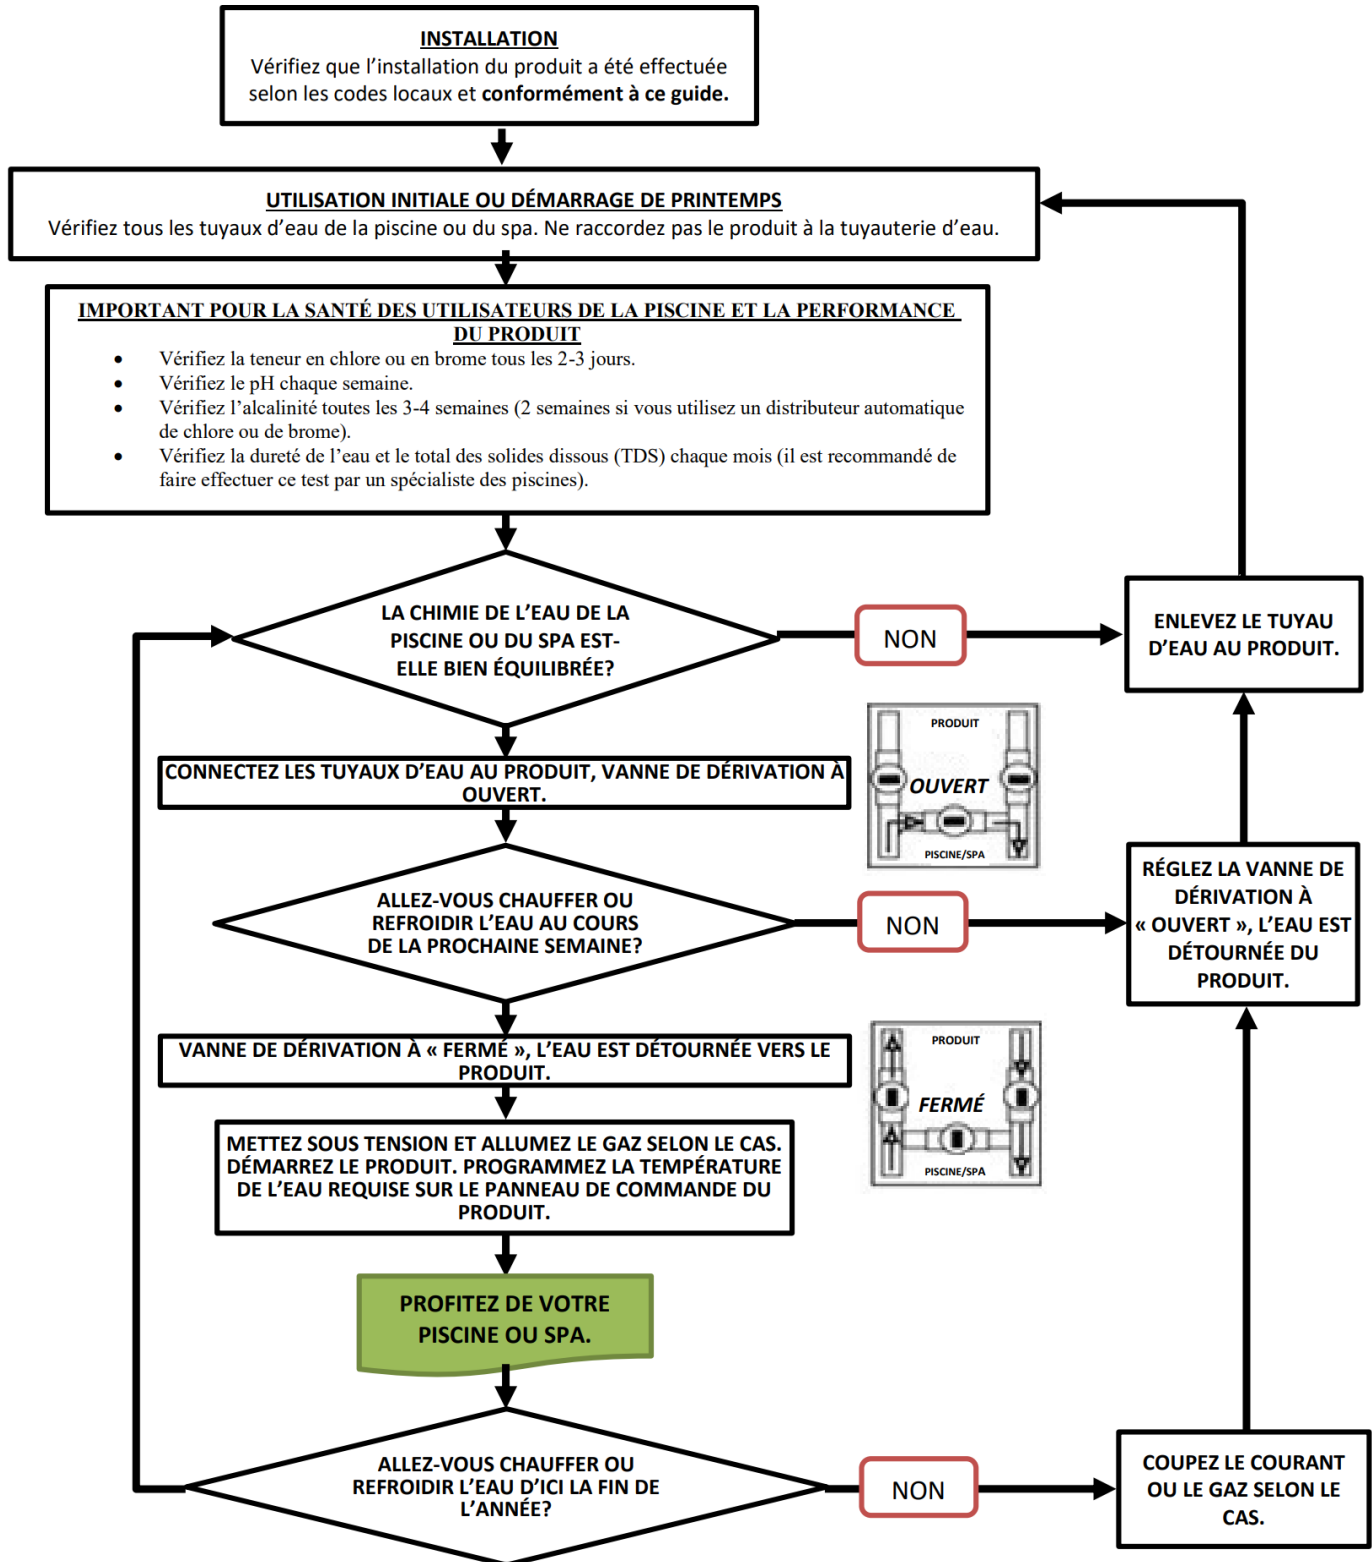 INSTALLATION
Vérifiez que l’installation du produit a été effectuée
selon les codes locaux et conformément à ce guide.
UTILISATION INITIALE OU DÉMARRAGE DE PRINTEMPS
Vérifiez tous les tuyaux d’eau de la piscine ou du spa. Ne raccordez pas le produit à la tuyauterie d’eau.
IMPORTANT POUR LA SANTÉ DES UTILISATEURS DE LA PISCINE ET LA PERFORMANCE
DU PRODUIT
• Vérifiez la teneur en chlore ou en brome tous les 2-3 jours.
• Vérifiez le pH chaque semaine.
• Vérifiez l’alcalinité toutes les 3-4 semaines (2 semaines si vous utilisez un distributeur automatique
de chlore ou de brome).
• Vérifiez la dureté de l’eau et le total des solides dissous (TDS) chaque mois (il est recommandé de
faire effectuer ce test par un spécialiste des piscines).
LA CHIMIE DE L’EAU DE LA
PISCINE OU DU SPA EST-
ELLE BIEN ÉQUILIBRÉE?
NON
ENLEVEZ LE TUYAU
D’EAU AU PRODUIT.
CONNECTEZ LES TUYAUX D’EAU AU PRODUIT, VANNE DE DÉRIVATION À
OUVERT.
PRODUIT
OUVERT
PISCINE/SPA
ALLEZ-VOUS CHAUFFER OU
REFROIDIR L’EAU AU COURS
DE LA PROCHAINE SEMAINE?
NON
RÉGLEZ LA VANNE DE
DÉRIVATION À
« OUVERT », L’EAU EST
DÉTOURNÉE DU
PRODUIT.
VANNE DE DÉRIVATION À « FERMÉ », L’EAU EST DÉTOURNÉE VERS LE
PRODUIT.
PRODUIT
FERMÉ
PISCINE/SPA
METTEZ SOUS TENSION ET ALLUMEZ LE GAZ SELON LE CAS.
DÉMARREZ LE PRODUIT. PROGRAMMEZ LA TEMPÉRATURE
DE L’EAU REQUISE SUR LE PANNEAU DE COMMANDE DU
PRODUIT.
PROFITEZ DE VOTRE
PISCINE OU SPA.
ALLEZ-VOUS CHAUFFER OU
REFROIDIR L’EAU D’ICI LA FIN DE
L’ANNÉE?
NON
COUPEZ LE COURANT
OU LE GAZ SELON LE
CAS.